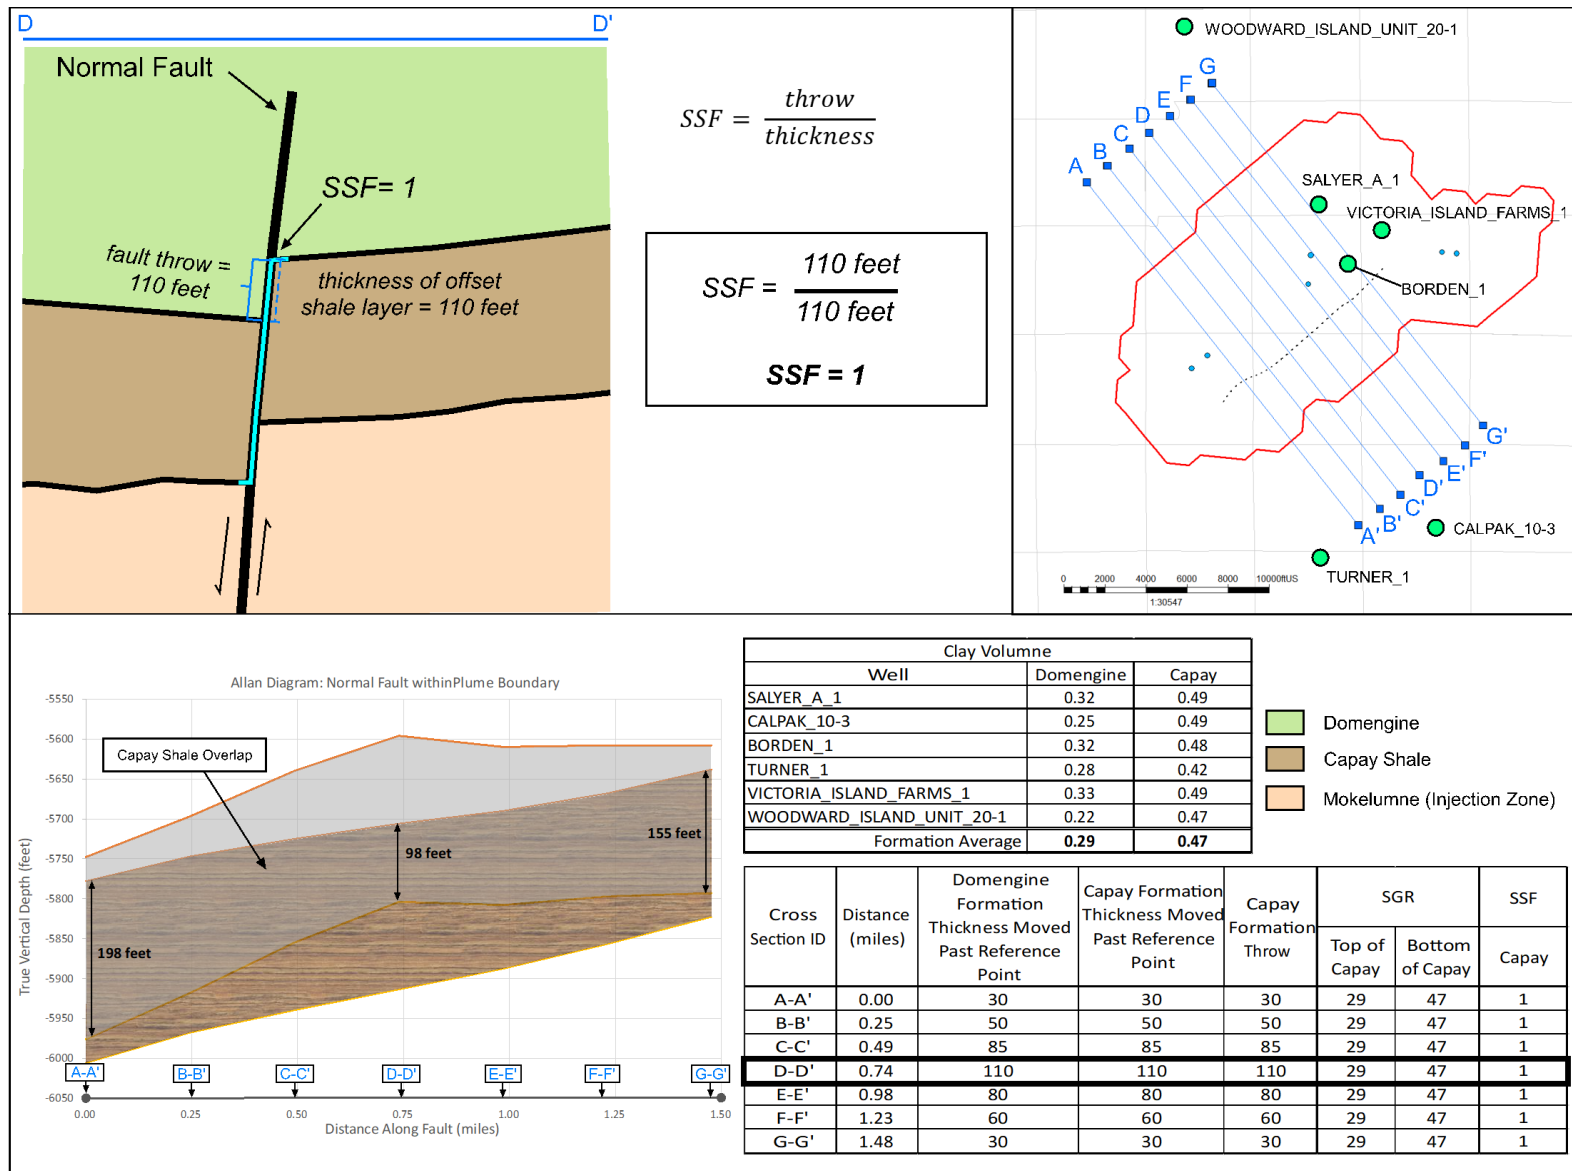 D D'
Normal Fault
SSF= 1
fault throw =
110 feet
thickness of offset
shale layer = 110 feet
SSF = throw
thickness
SSF = 110 feet
110 feet
SSF = 1
WOODWARD_ISLAND_UNIT_20-1
G
F
E
D
C
B
A
SALYER_A_1
VICTORIA_ISLAND_FARMS_1
BORDEN_1
G'
F'
E'
D'
C'
B'
A'
CALPAK_10-3
TURNER_1
0 2000 4000 6000 8000 10000ftUS
1:30547
Allan Diagram: Normal Fault withinPlume Boundary
True Vertical Depth (feet)
-5550
-5600
-5650
-5700
-5750
-5800
-5850
-5900
-5950
-6000
-6050
Capay Shale Overlap
198 feet
98 feet
155 feet
A-A' B-B' C-C' D-D' E-E' F-F' G-G'
0.00 0.25 0.50 0.75 1.00 1.25 1.50
Distance Along Fault (miles)
Clay Volumne
Well Domengine Capay
SALYER_A_1 0.32 0.49
CALPAK_10-3 0.25 0.49
BORDEN_1 0.32 0.48
TURNER_1 0.28 0.42
VICTORIA_ISLAND_FARMS_1 0.33 0.49
WOODWARD_ISLAND_UNIT_20-1 0.22 0.47
Formation Average 0.29 0.47
Domengine
Capay Shale
Mokelumne (Injection Zone)
Cross
Section ID
Distance
(miles)
Domengine
Formation
Thickness Moved
Past Reference
Point
Capay Formation
Thickness Moved
Past Reference
Point
Capay
Formation
Throw
SGR
Top of
Capay
Bottom
of Capay
SSF
Capay
A-A' 0.00 30 30 30 29 47 1
B-B' 0.25 50 50 50 29 47 1
C-C' 0.49 85 85 85 29 47 1
D-D' 0.74 110 110 110 29 47 1
E-E' 0.98 80 80 80 29 47 1
F-F' 1.23 60 60 60 29 47 1
G-G' 1.48 30 30 30 29 47 1